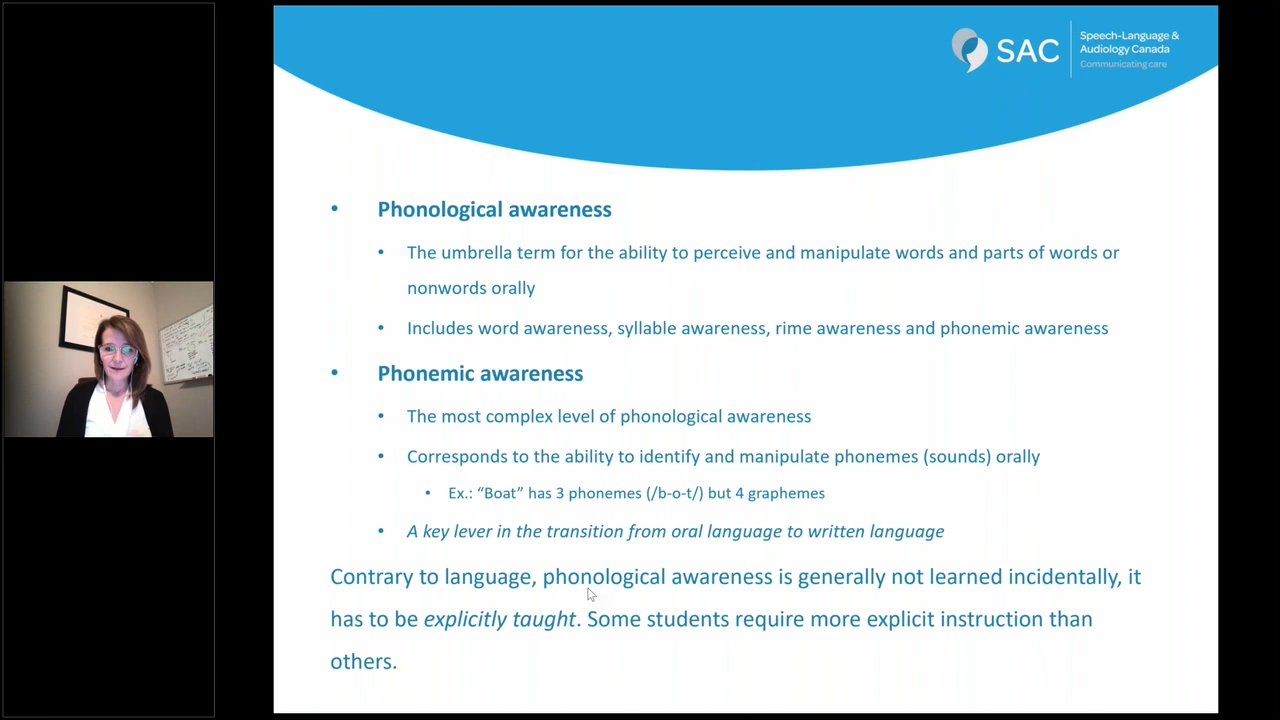 SAC
Speech-Language &
Audiology Canada
Communicating care
• Phonological awareness
• The umbrella term for the ability to perceive and manipulate words and parts of words or
nonwords orally
• Includes word awareness, syllable awareness, rime awareness and phonemic awareness
• Phonemic awareness
• The most complex level of phonological awareness
• Corresponds to the ability to identify and manipulate phonemes (sounds) orally
• Ex.: “Boat” has 3 phonemes (/b-o-t/) but 4 graphemes
• A key lever in the transition from oral language to written language
Contrary to language, phonological awareness is generally not learned incidentally, it
has to be explicitly taught. Some students require more explicit instruction than
others.